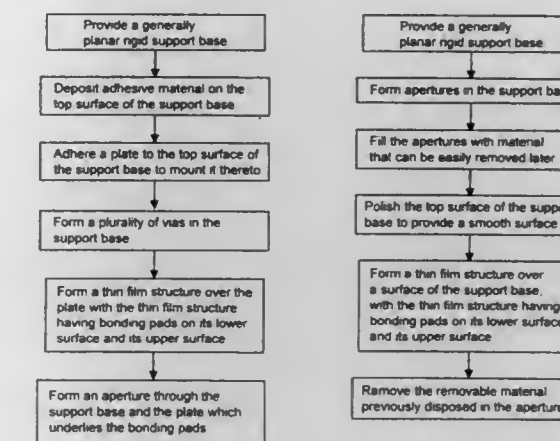 Provide a generally
planar rigid support base
Deposit adhesive material on the
top surface of the support base
Adhere a plate to the top surface of
the support base to mount it thereto
Form a plurality of vias in the
support base
Form a thin film structure over the
plate with the thin film structure
having bonding pads on its lower
surface and its upper surface
Form an aperture through the
support base and the plate which
underlies the bonding pads
Provide a generally
planar rigid support base
Form apertures in the support
Fill the apertures with material
that can be easily removed later
Polish the top surface of the
base to provide a smooth surface
Form a thin film structure over
a surface of the support base,
with the thin film structure having
bonding pads on its lower surface
and its upper surface
Remove the removable material
previously disposed in the